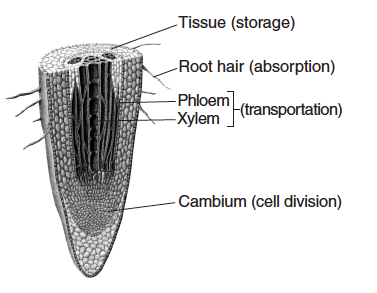 Tissue (storage)
Root hair (absorption)
Phloem
Xylem
(transportation)
Cambium (cell division)